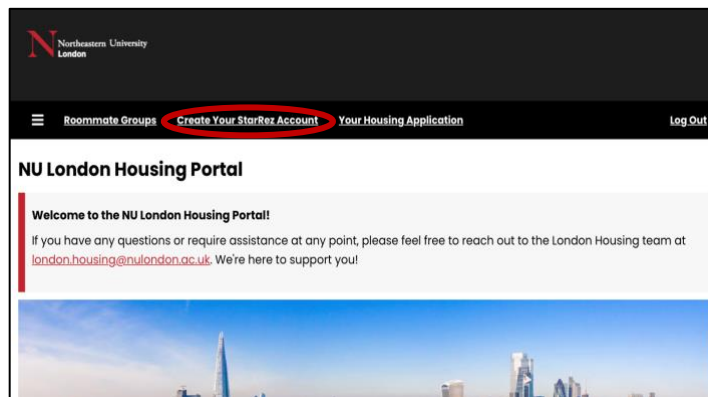 N Northeastern University
London
☰ Roommate Groups Create Your StarRez Account Your Housing Application Log Out
NU London Housing Portal
Welcome to the NU London Housing Portal!
If you have any questions or require assistance at any point, please feel free to reach out to the London Housing team at
london.housing@nulondon.ac.uk. We're here to support you!